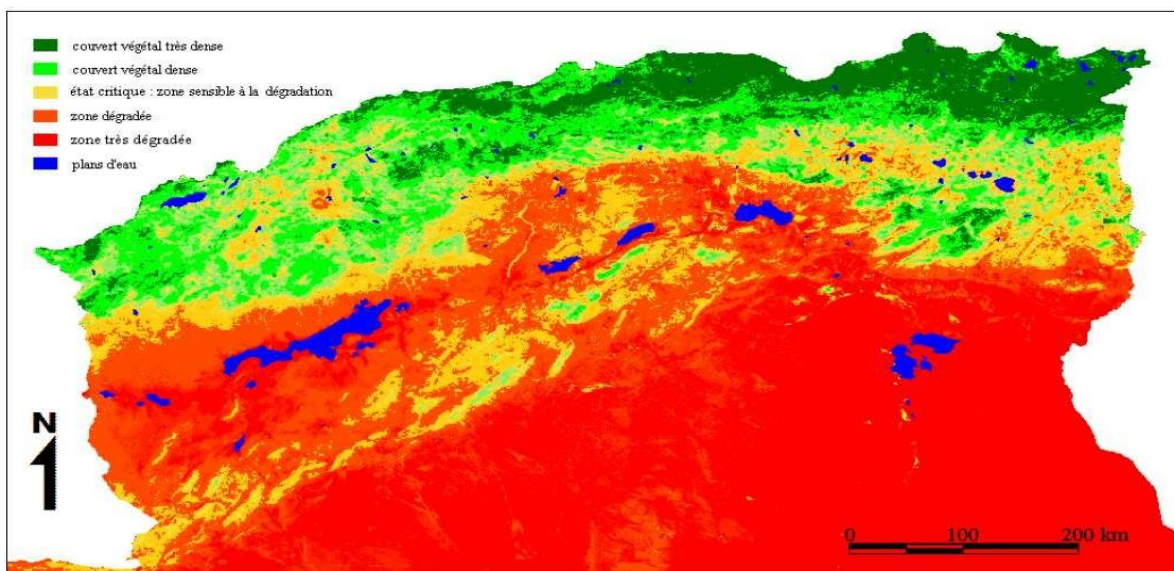 couvert végétal très dense
couvert végétal dense
état critique : zone sensible à la dégradation
zone dégradée
zone très dégradée
plans d'eau
N
0 100 200 km